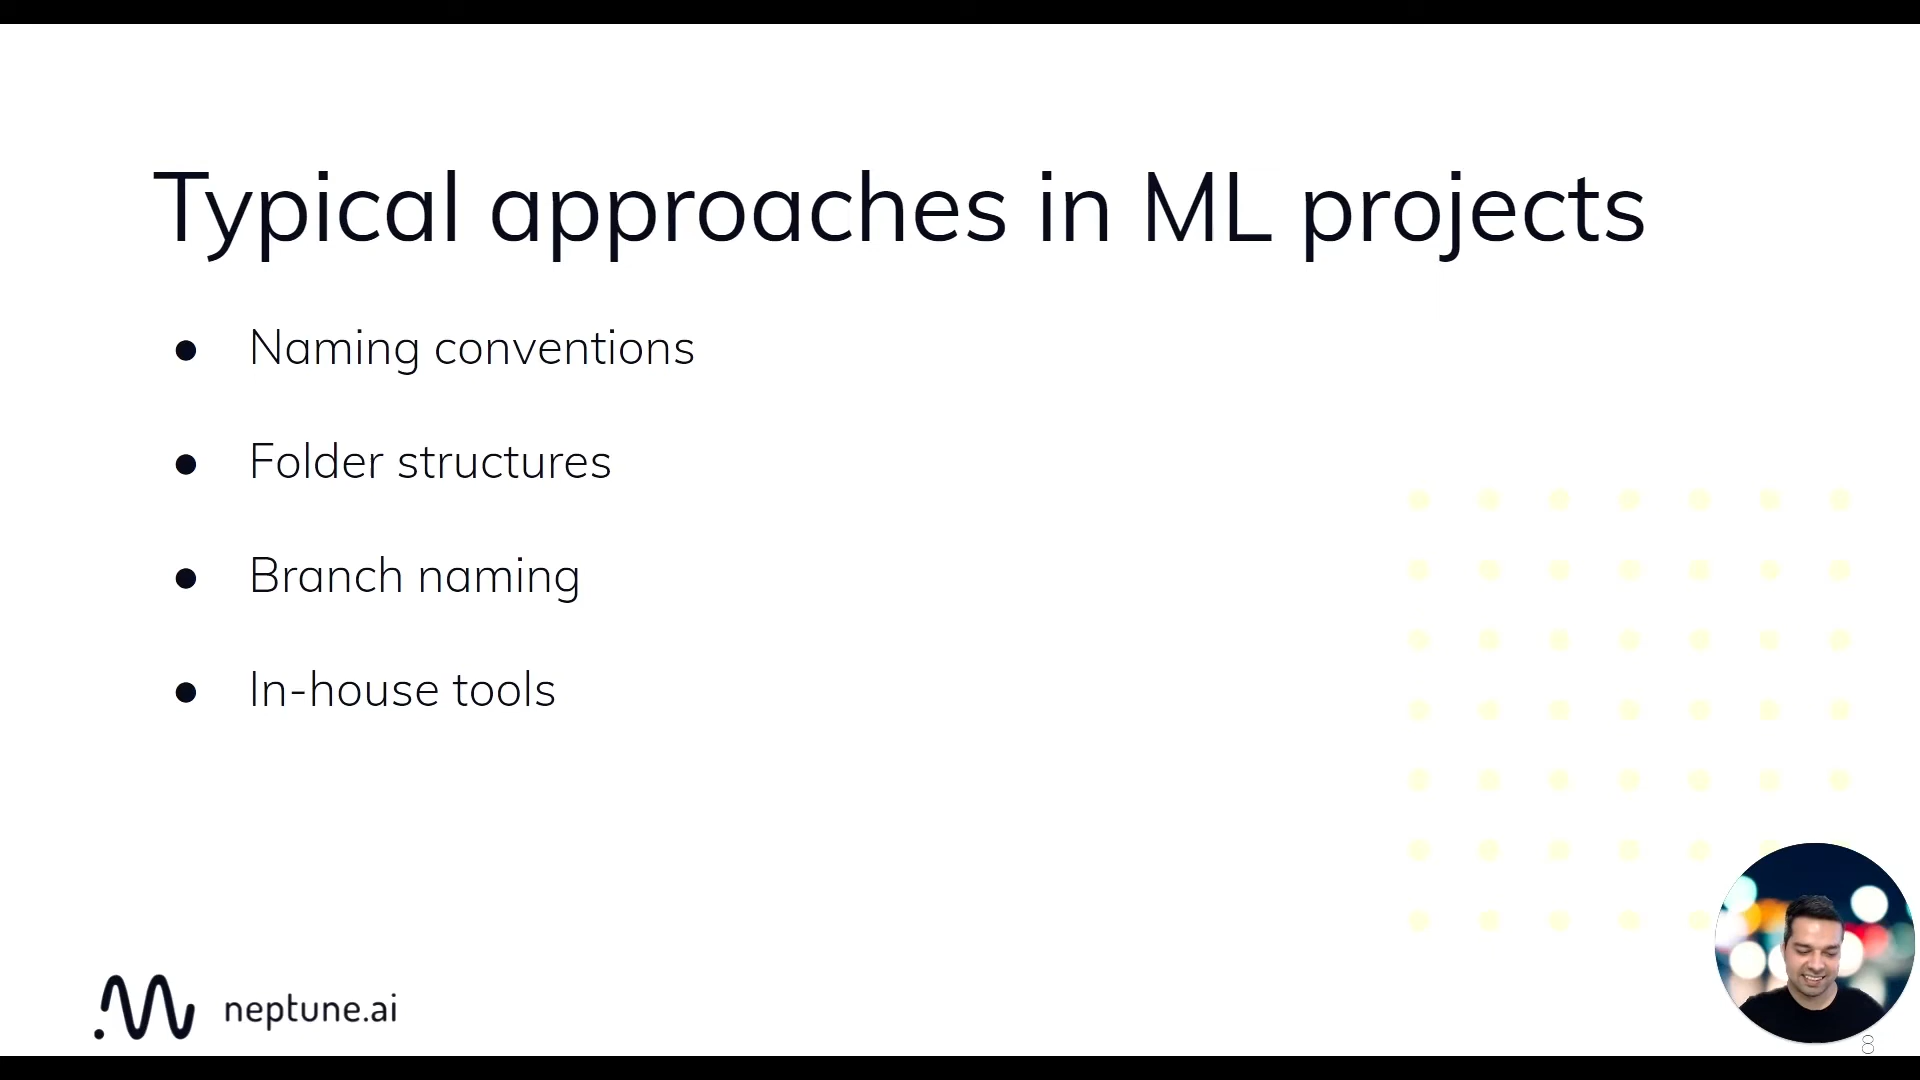 Typical approaches in ML projects
● Naming conventions
● Folder structures
● Branch naming
● In-house tools
neptune.ai
8